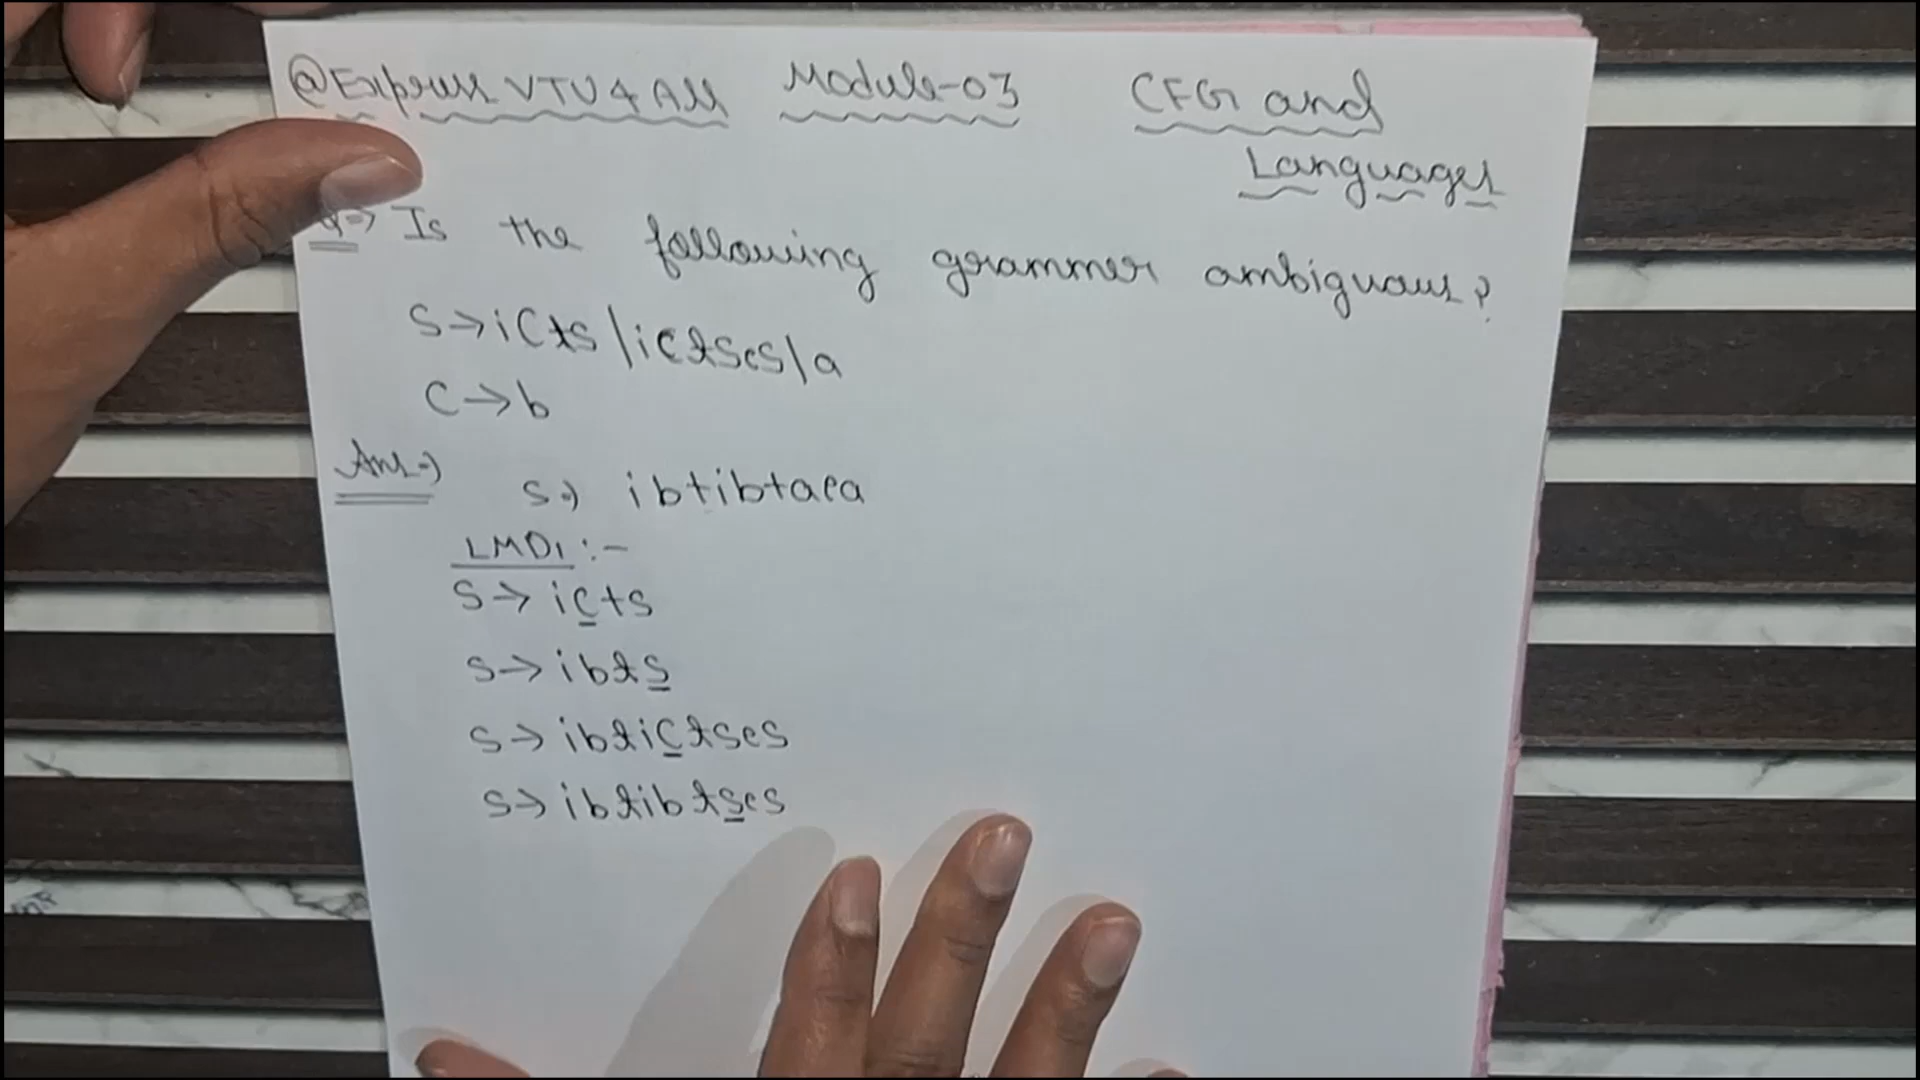 @Express VTU 4 All Module-03 CFG and
Languages
Q⇒ Is the following grammer ambiguous?
S→iCtS/iCtSeS/a
C→b
Ans→
S→ ibtibtaea
LMD1:-
S→ iCtS
S→ ibtS
S→ ibtiCtSeS
S→ ibtibtSeS